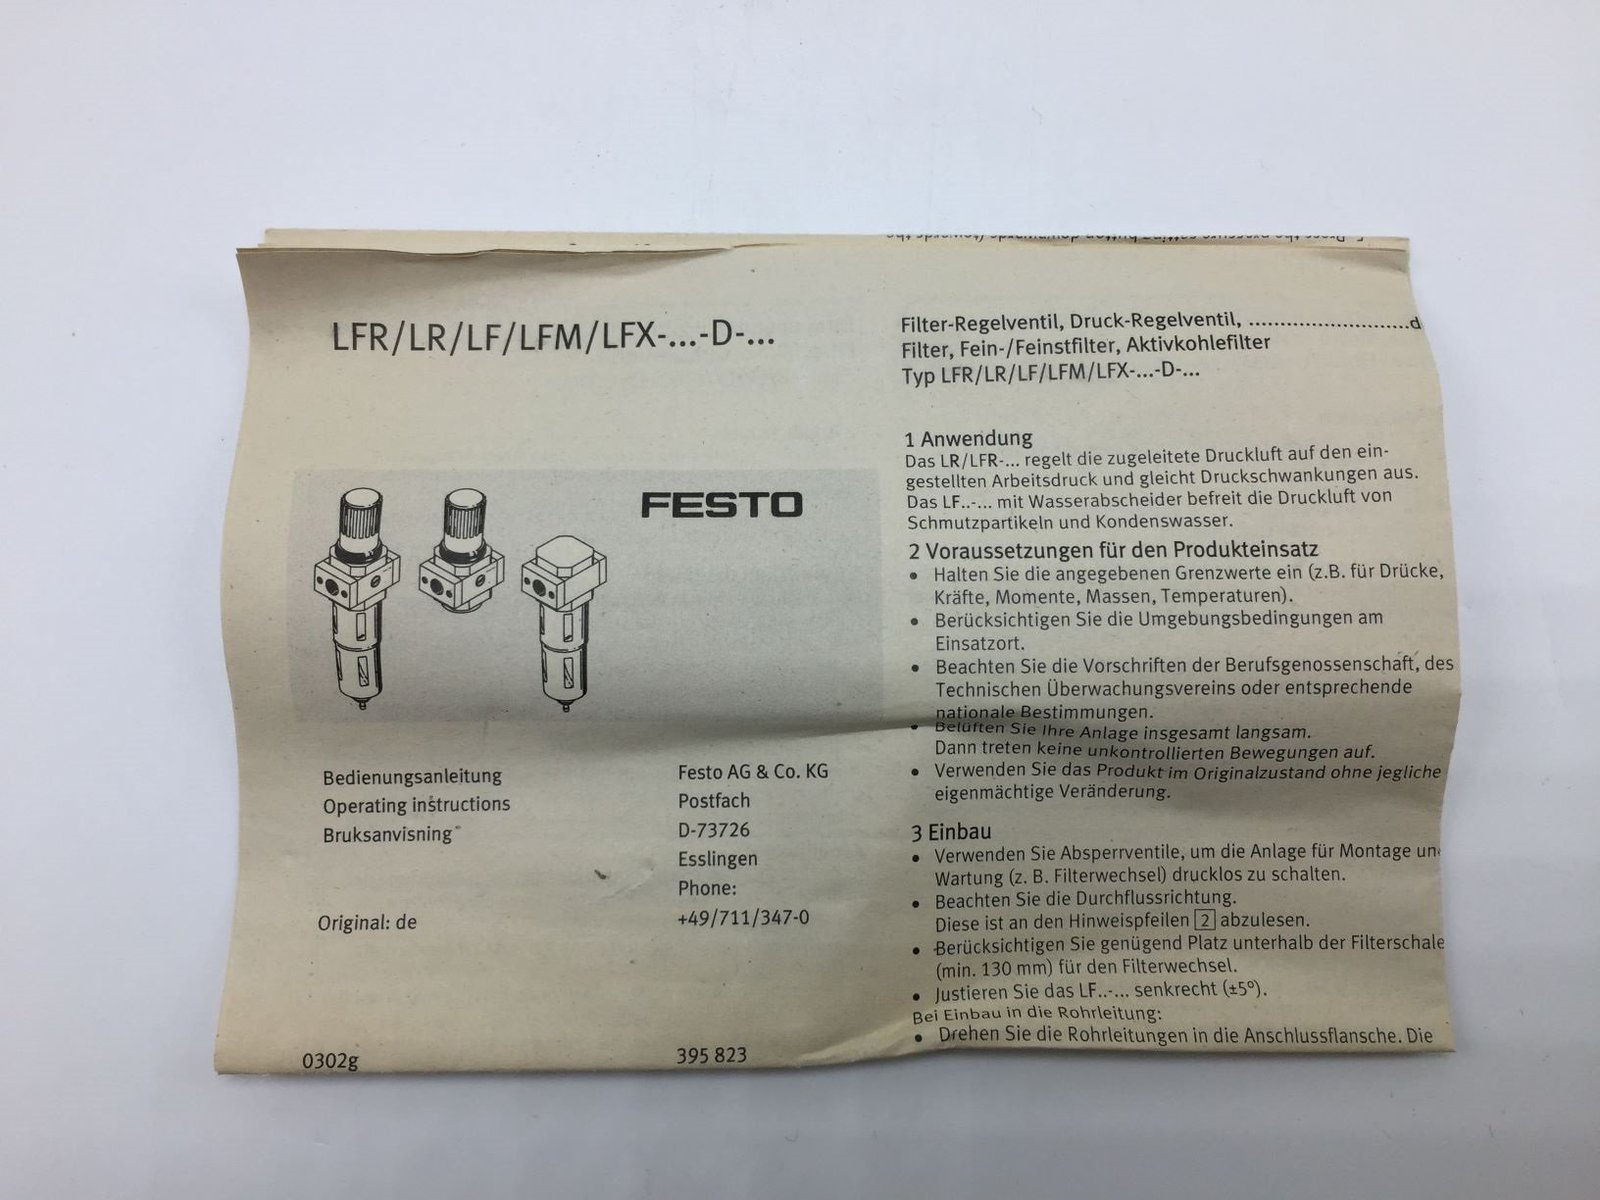 LFR/LR/LF/LFM/LFX-...-D-...
FESTO
Bedienungsanleitung
Operating instructions
Bruksanvisning
Original: de
0302g
Festo AG & Co. KG
Postfach
D-73726
Esslingen
Phone:
+49/711/347-0
395 823
Filter-Regelventil, Druck-Regelventil, ..........................d
Filter, Fein-/Feinstfilter, Aktivkohlefilter
Typ LFR/LR/LF/LFM/LFX-...-D-...
1 Anwendung
Das LR/LFR-... regelt die zugeleitete Druckluft auf den ein-
gestellten Arbeitsdruck und gleicht Druckschwankungen aus.
Das LF..-... mit Wasserabscheider befreit die Druckluft von
Schmutzpartikeln und Kondenswasser.
2 Voraussetzungen für den Produkteinsatz
• Halten Sie die angegebenen Grenzwerte ein (z.B. für Drücke,
Kräfte, Momente, Massen, Temperaturen).
• Berücksichtigen Sie die Umgebungsbedingungen am
Einsatzort.
• Beachten Sie die Vorschriften der Berufsgenossenschaft, des
Technischen Überwachungsvereins oder entsprechende
nationale Bestimmungen.
• Belüften Sie Ihre Anlage insgesamt langsam.
Dann treten keine unkontrollierten Bewegungen auf.
• Verwenden Sie das Produkt im Originalzustand ohne jegliche
eigenmächtige Veränderung.
3 Einbau
• Verwenden Sie Absperrventile, um die Anlage für Montage un
Wartung (z. B. Filterwechsel) drucklos zu schalten.
• Beachten Sie die Durchflussrichtung.
Diese ist an den Hinweispfeilen 2 abzulesen.
• Berücksichtigen Sie genügend Platz unterhalb der Filterschale
(min. 130 mm) für den Filterwechsel.
• Justieren Sie das LF..-... senkrecht (±5°).
Bei Einbau in die Rohrleitung:
• Drehen Sie die Rohrleitungen in die Anschlussflansche. Die